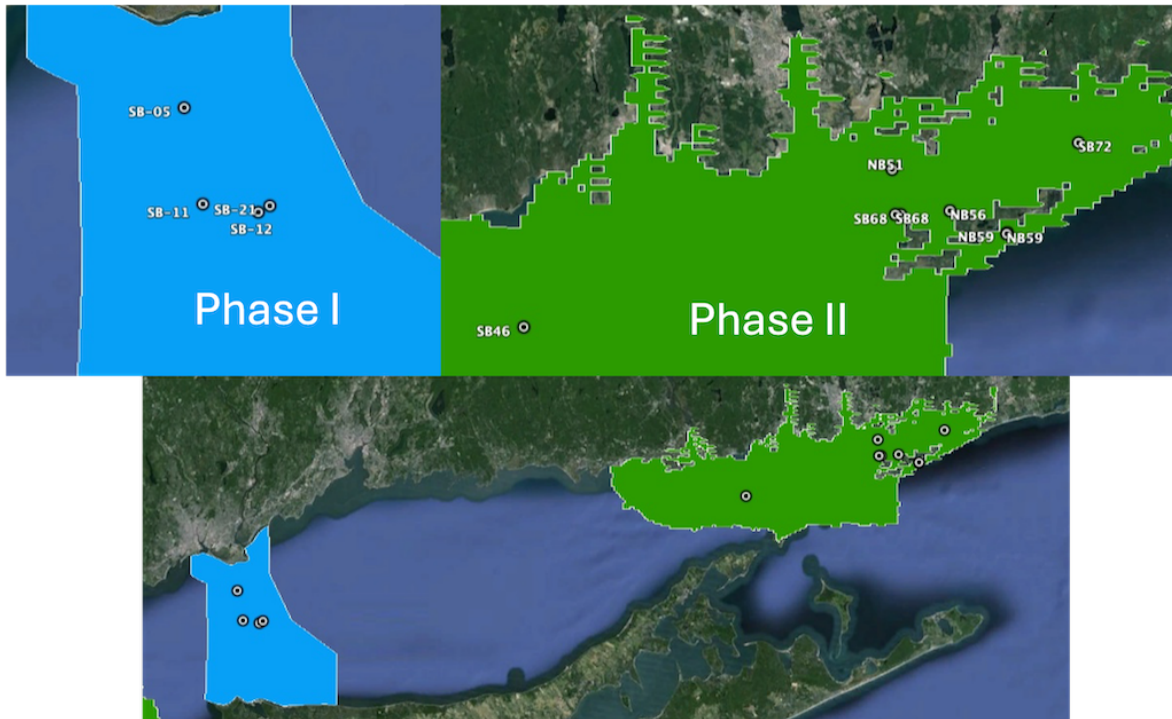 SB-05
SB-11
SB-21
SB-12
Phase I
NB51
SB72
SB68
SB68
NB56
NB59
NB59
SB46
Phase II